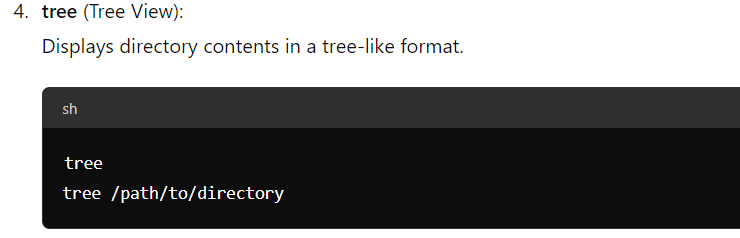 4. tree (Tree View):
Displays directory contents in a tree-like format.
sh
tree
tree /path/to/directory